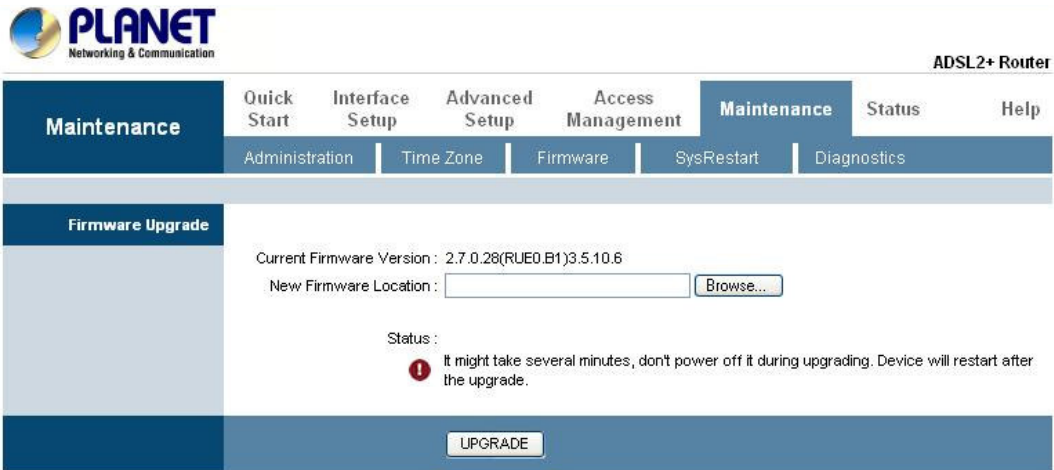 PLANET
Networking & Communication
ADSL2+ Router
Maintenance
Quick Start
Interface Setup
Advanced Setup
Access Management
Maintenance
Status
Help
Administration
Time Zone
Firmware
SysRestart
Diagnostics
Firmware Upgrade
Current Firmware Version : 2.7.0.28(RUE0.B1)3.5.10.6
New Firmware Location :
Browse...
Status :
It might take several minutes, don't power off it during upgrading. Device will restart after
the upgrade.
UPGRADE